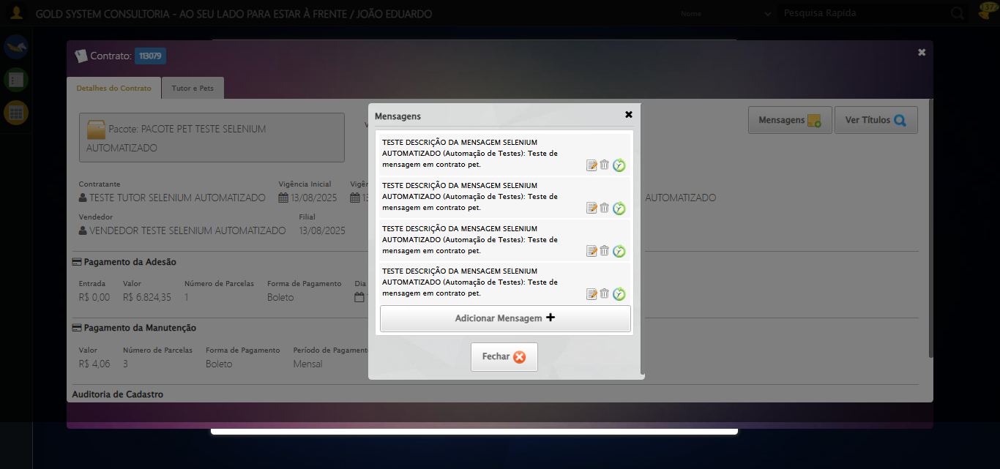 GOLD SYSTEM CONSULTORIA - AO SEU LADO PARA ESTAR À FRENTE / JOÃO EDUARDO
Nome
Pesquisa Rapida
1372
Contrato: 113079
Detalhes do Contrato
Tutor e Pets
Pacote: PACOTE PET TESTE SELENIUM
AUTOMATIZADO
Mensagens
Ver Títulos
Contratante
Vigência Inicial
TESTE TUTOR SELENIUM AUTOMATIZADO
13/08/2025
AUTOMATIZADO
Vendedor
Filial
VENDEDOR TESTE SELENIUM AUTOMATIZADO
13/08/2025
Pagamento da Adesão
Entrada
Valor
Número de Parcelas
Forma de Pagamento
Dia
R$ 0,00
R$ 6.824,35
1
Boleto
Pagamento da Manutenção
Valor
Número de Parcelas
Forma de Pagamento
Período de Pagament
R$ 4,06
3
Boleto
Mensal
Auditoria de Cadastro
Mensagens
TESTE DESCRIÇÃO DA MENSAGEM SELENIUM
AUTOMATIZADO (Automação de Testes): Teste de
mensagem em contrato pet.
TESTE DESCRIÇÃO DA MENSAGEM SELENIUM
AUTOMATIZADO (Automação de Testes): Teste de
mensagem em contrato pet.
TESTE DESCRIÇÃO DA MENSAGEM SELENIUM
AUTOMATIZADO (Automação de Testes): Teste de
mensagem em contrato pet.
TESTE DESCRIÇÃO DA MENSAGEM SELENIUM
AUTOMATIZADO (Automação de Testes): Teste de
mensagem em contrato pet.
Adicionar Mensagem
Fechar